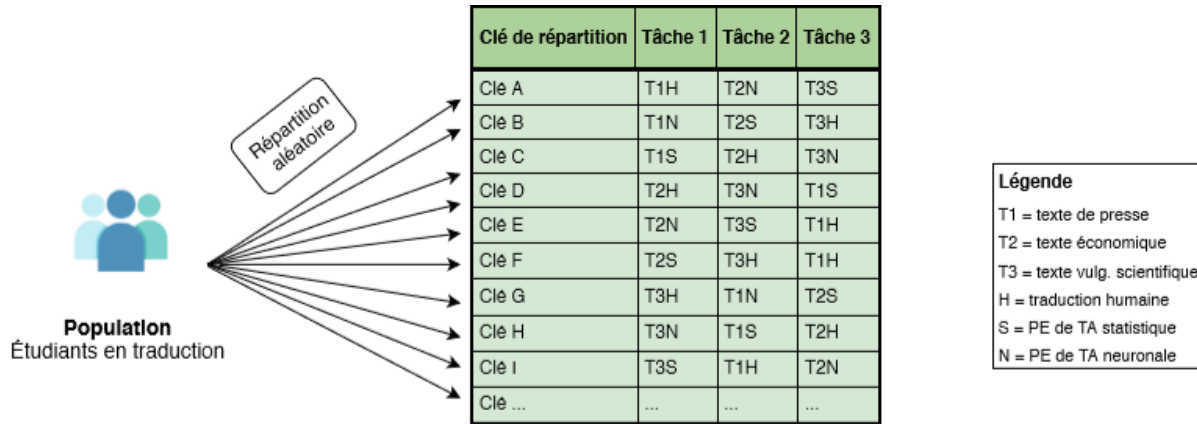 Répartition
aléatoire
Population
Étudiants en traduction
Clé de répartition Tâche 1 Tâche 2 Tâche 3
Clé A T1H T2N T3S
Clé B T1N T2S T3H
Clé C T1S T2H T3N
Clé D T2H T3N T1S
Clé E T2N T3S T1H
Clé F T2S T3H T1H
Clé G T3H T1N T2S
Clé H T3N T1S T2H
Clé I T3S T1H T2N
Clé ... ... ... ...
Légende
T1 = texte de presse
T2 = texte économique
T3 = texte vulg. scientifique
H = traduction humaine
S = PE de TA statistique
N = PE de TA neuronale